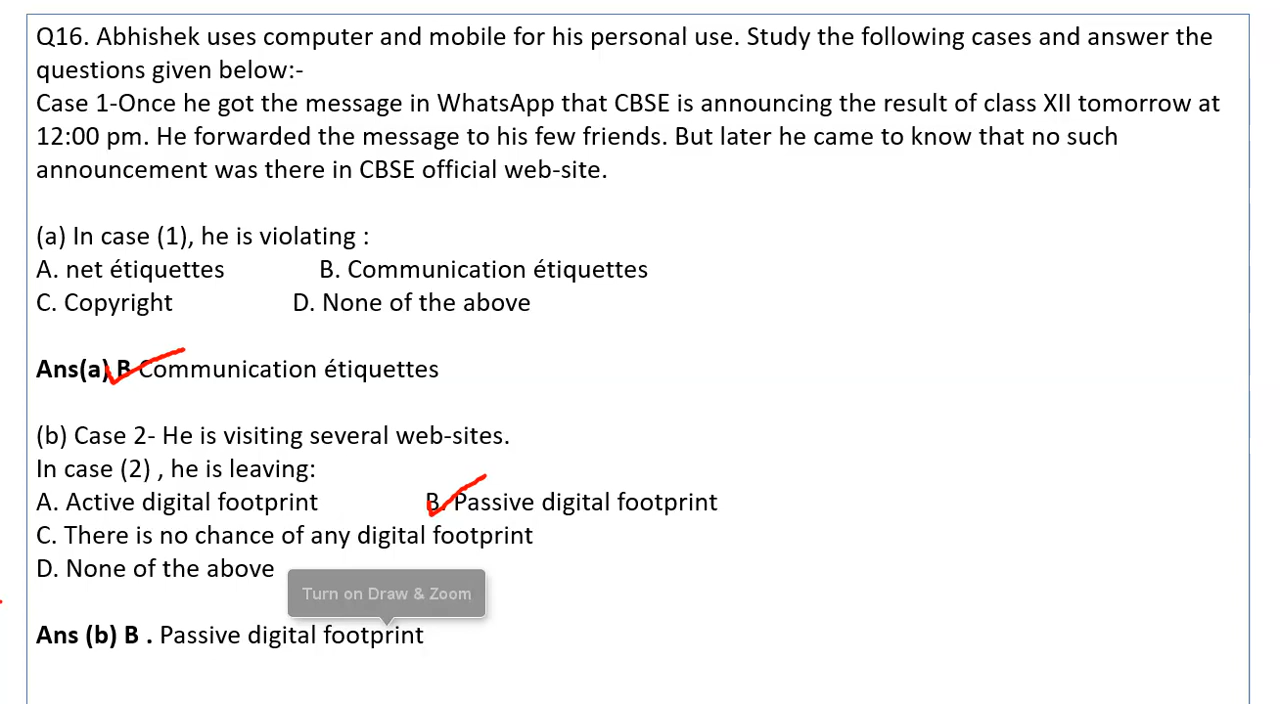 Q16. Abhishek uses computer and mobile for his personal use. Study the following cases and answer the
questions given below:-
Case 1-Once he got the message in WhatsApp that CBSE is announcing the result of class XII tomorrow at
12:00 pm. He forwarded the message to his few friends. But later he came to know that no such
announcement was there in CBSE official web-site.
(a) In case (1), he is violating :
A. net étiquettes B. Communication étiquettes
C. Copyright D. None of the above
Ans(a) B Communication étiquettes
(b) Case 2- He is visiting several web-sites.
In case (2) , he is leaving:
A. Active digital footprint B. Passive digital footprint
C. There is no chance of any digital footprint
D. None of the above
Turn on Draw & Zoom
Ans (b) B . Passive digital footprint